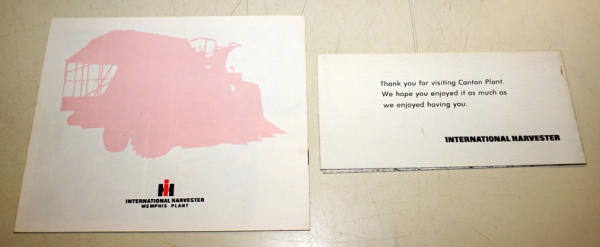 INTERNATIONAL HARVESTER
MEMPHIS PLANT
Thank you for visiting Canton Plant.
We hope you enjoyed it as much as
we enjoyed having you.
INTERNATIONAL HARVESTER